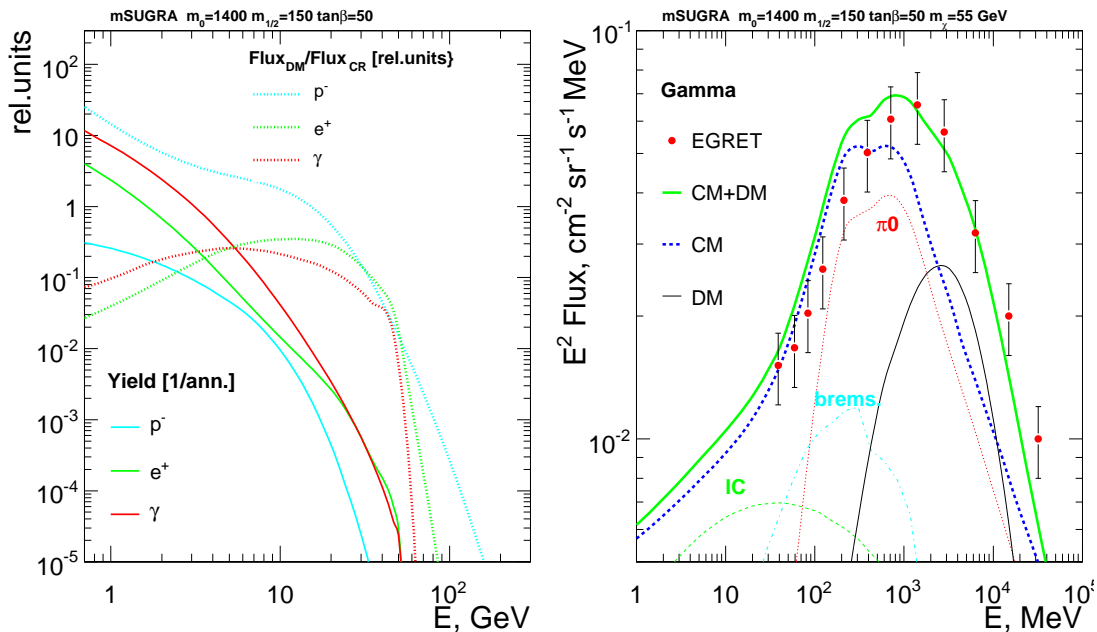 mSUGRA m₀=1400 m₁/₂=150 tanβ=50
rel.units
10²
10
1
10⁻¹
10⁻²
10⁻³
10⁻⁴
10⁻⁵
Flux_DM/Flux_CR [rel.units}
p⁻
e⁺
γ
Yield [1/ann.]
p⁻
e⁺
γ
1
10
10²
E, GeV
mSUGRA m₀=1400 m₁/₂=150 tanβ=50 m_χ=55 GeV
E² Flux, cm⁻² sr⁻¹ s⁻¹ MeV
10⁻¹
10⁻²
Gamma
EGRET
CM+DM
CM
DM
π0
brems.
IC
1
10
10²
10³
10⁴
10⁵
E, MeV